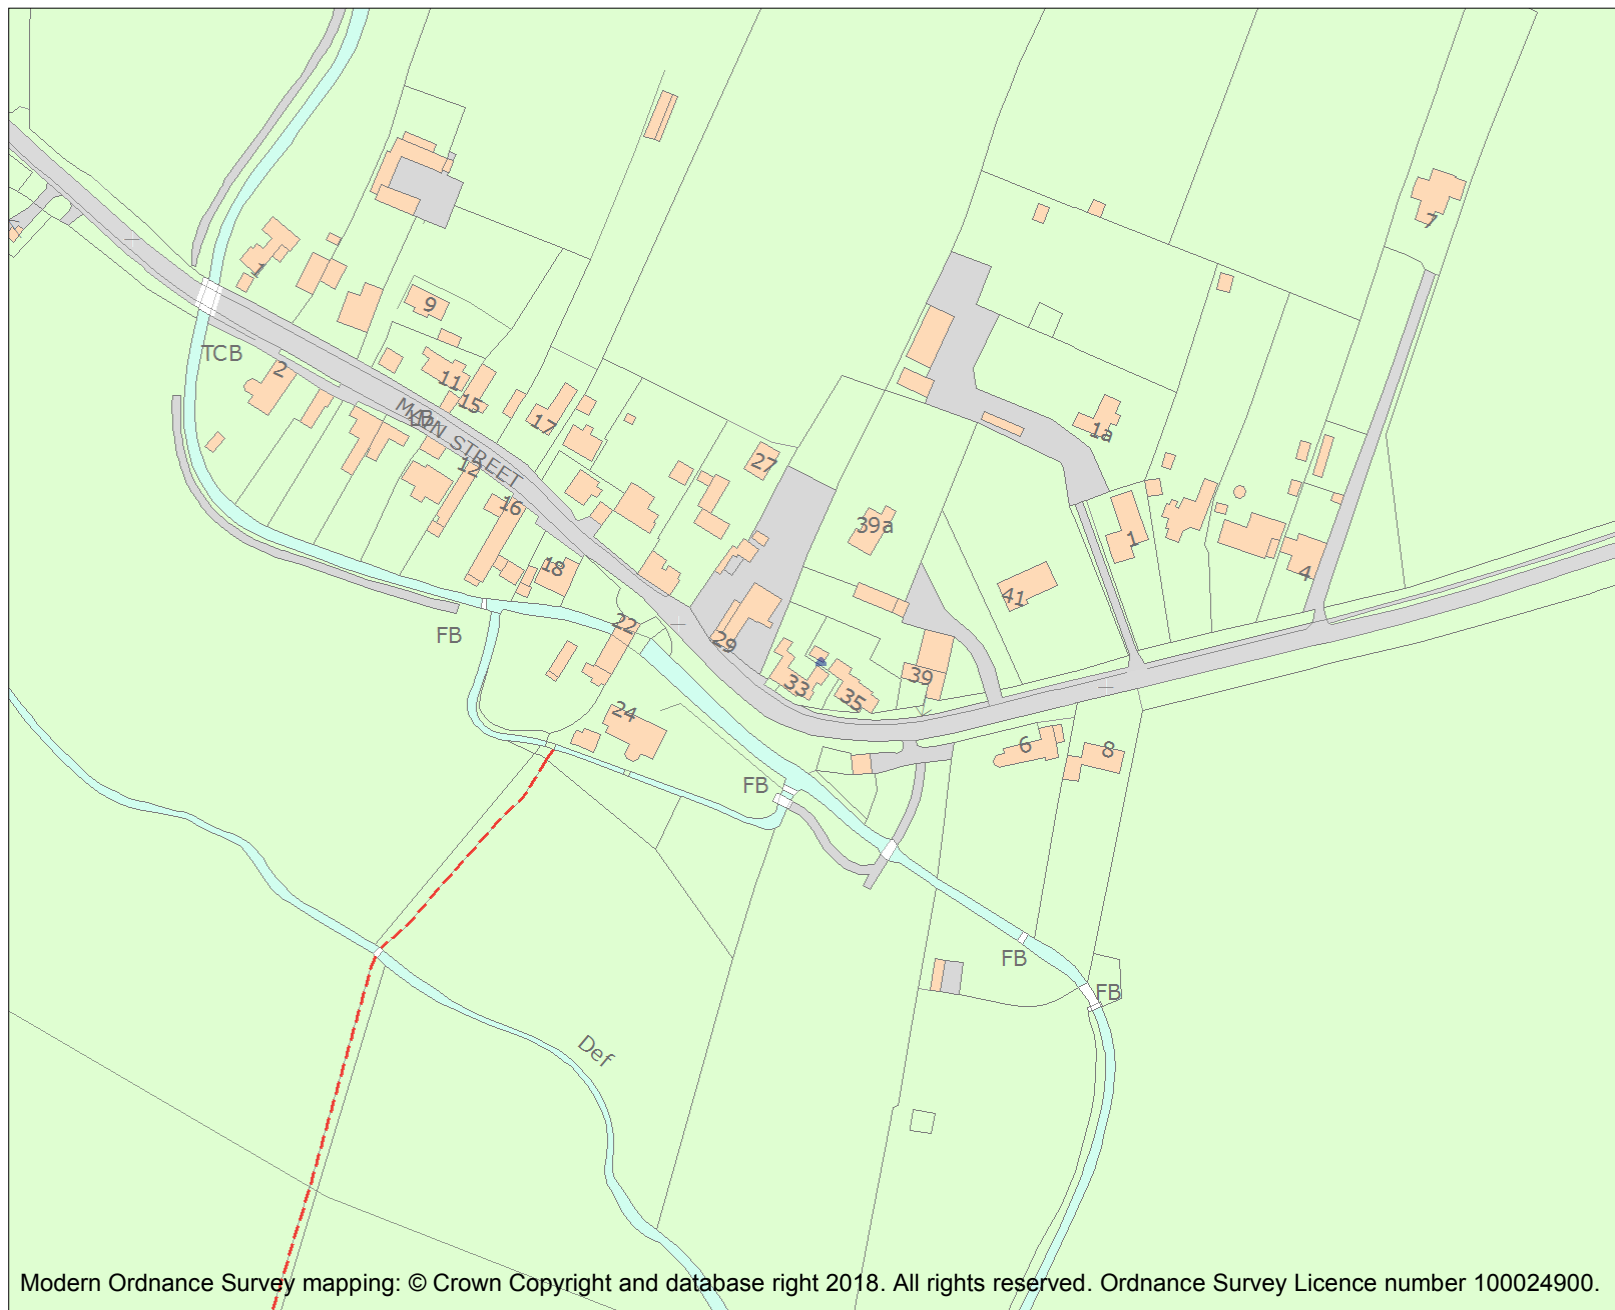 7
1
9
TCB
2
11
15
MAIN STREET
17
1a
12
27
16
39a
1
18
4
41
FB
22
29
39
33
35
24
6
8
FB
FB
FB
Def
Modern Ordnance Survey mapping: © Crown Copyright and database right 2018. All rights reserved. Ordnance Survey Licence number 100024900.